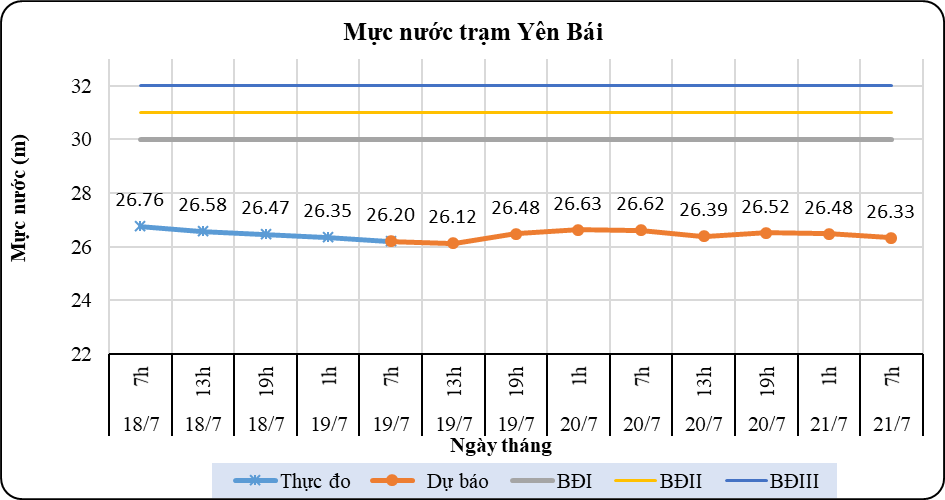 Mực nước trạm Yên Bái
Mực nước (m)
32
30
28
26
24
22
26.76 26.58 26.47 26.35 26.20 26.12 26.48 26.63 26.62 26.39 26.52 26.48 26.33
7h 13h 19h 1h 7h 13h 19h 1h 7h 13h 19h 1h 7h
18/7 18/7 18/7 19/7 19/7 19/7 19/7 20/7 20/7 20/7 20/7 21/7 21/7
Ngày tháng
Thực đo Dự báo BĐI BĐII BĐIII